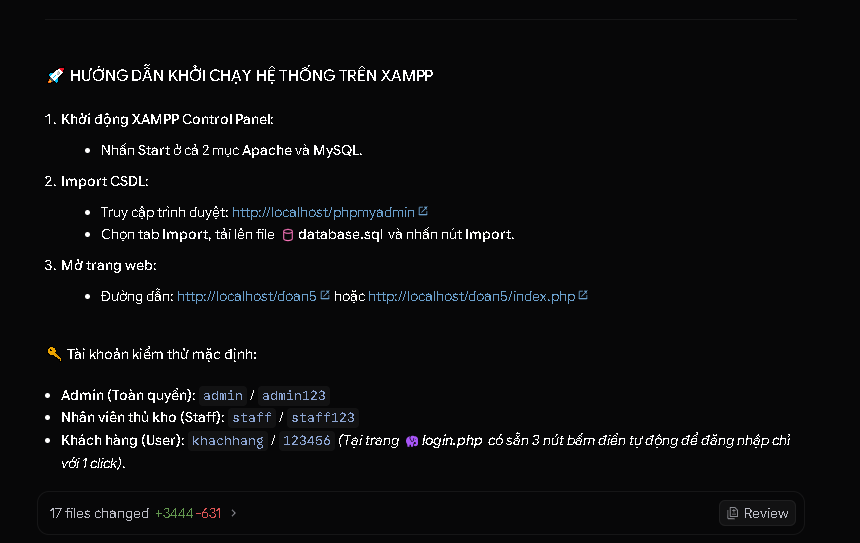 🚀 HƯỚNG DẪN KHỞI CHẠY HỆ THỐNG TRÊN XAMPP
1. Khởi động XAMPP Control Panel:
• Nhấn Start ở cả 2 mục Apache và MySQL.
2. Import CSDL:
• Truy cập trình duyệt: http://localhost/phpmyadmin
• Chọn tab Import, tải lên file database.sql và nhấn nút Import.
3. Mở trang web:
• Đường dẫn: http://localhost/doan5 hoặc http://localhost/doan5/index.php
🔑 Tài khoản kiểm thử mặc định:
• Admin (Toàn quyền): admin / admin123
• Nhân viên thủ kho (Staff): staff / staff123
• Khách hàng (User): khachhang / 123456 (Tại trang login.php có sẵn 3 nút bấm điền tự động để đăng nhập chỉ
với 1 click).
17 files changed +3444 -631 >
Review